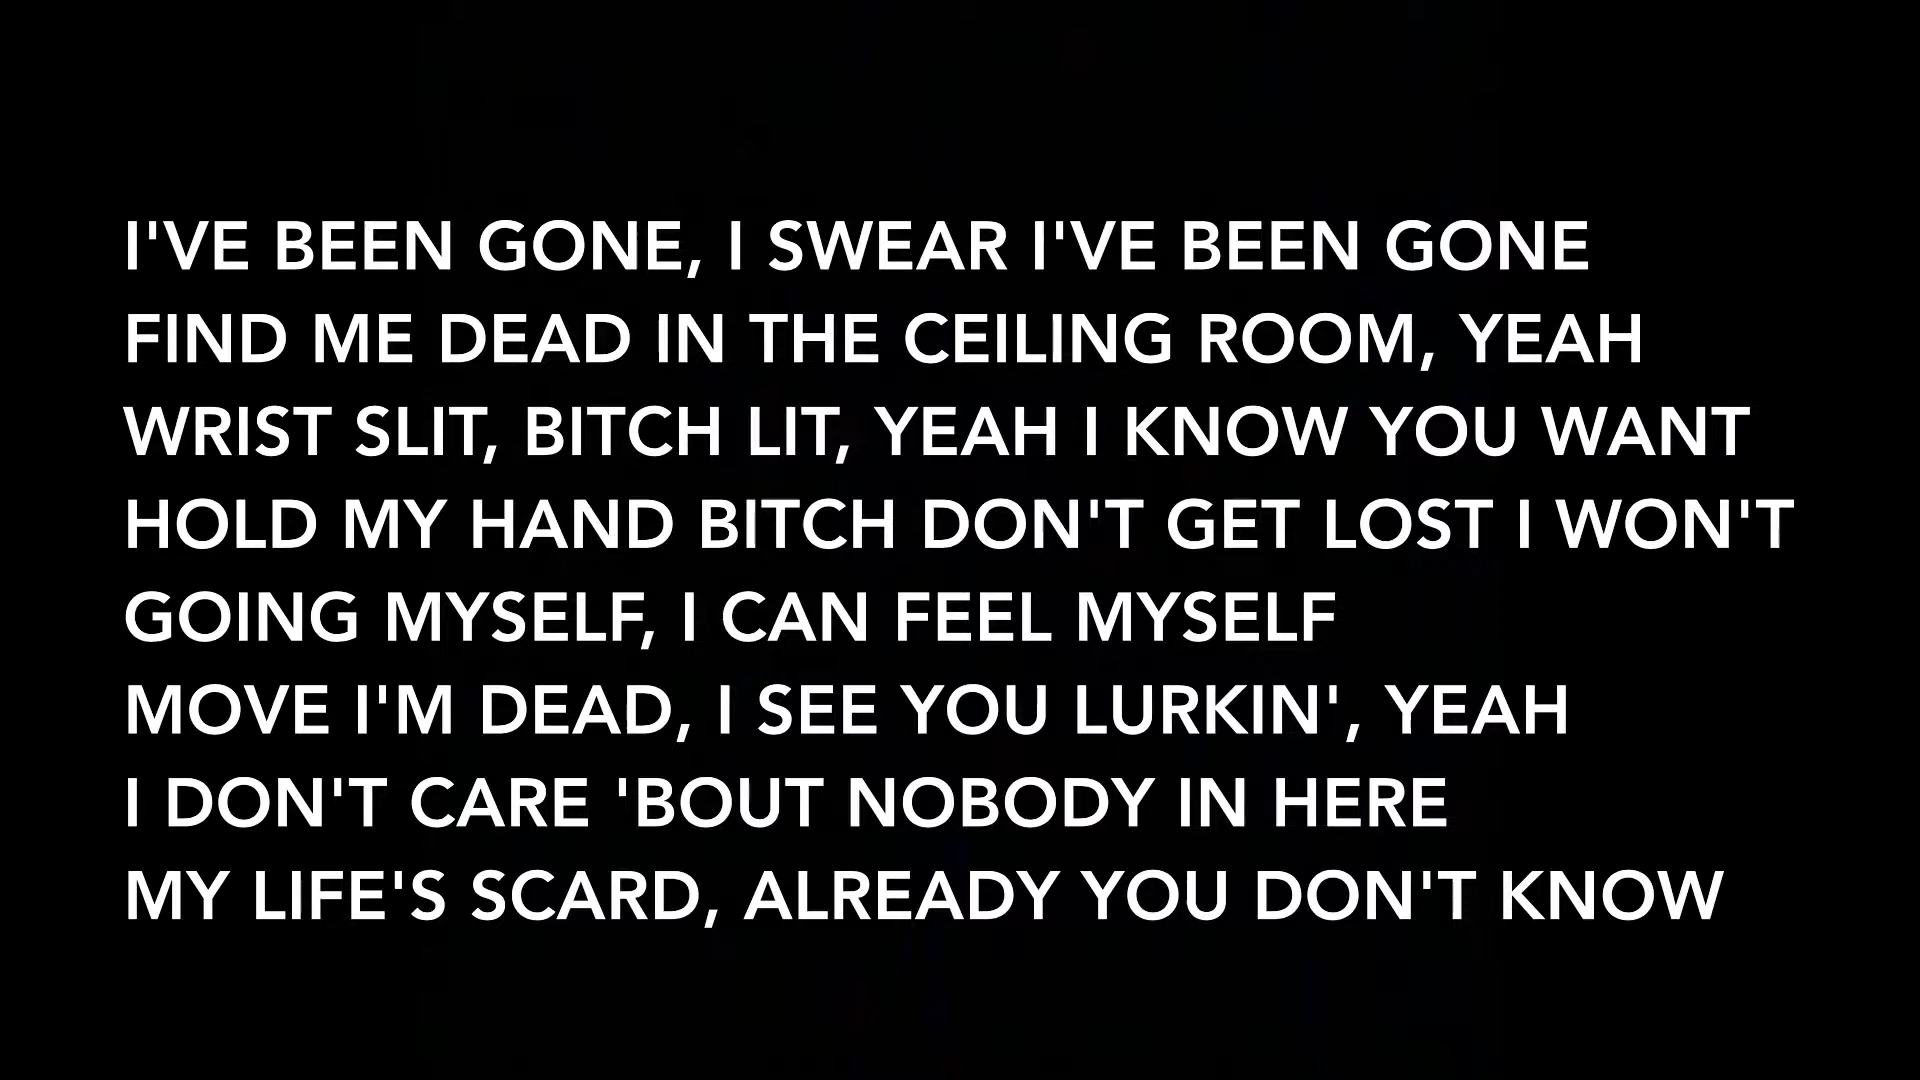 I'VE BEEN GONE, I SWEAR I'VE BEEN GONE
FIND ME DEAD IN THE CEILING ROOM, YEAH
WRIST SLIT, BITCH LIT, YEAH I KNOW YOU WANT
HOLD MY HAND BITCH DON'T GET LOST I WON'T
GOING MYSELF, I CAN FEEL MYSELF
MOVE I'M DEAD, I SEE YOU LURKIN', YEAH
I DON'T CARE 'BOUT NOBODY IN HERE
MY LIFE'S SCARD, ALREADY YOU DON'T KNOW